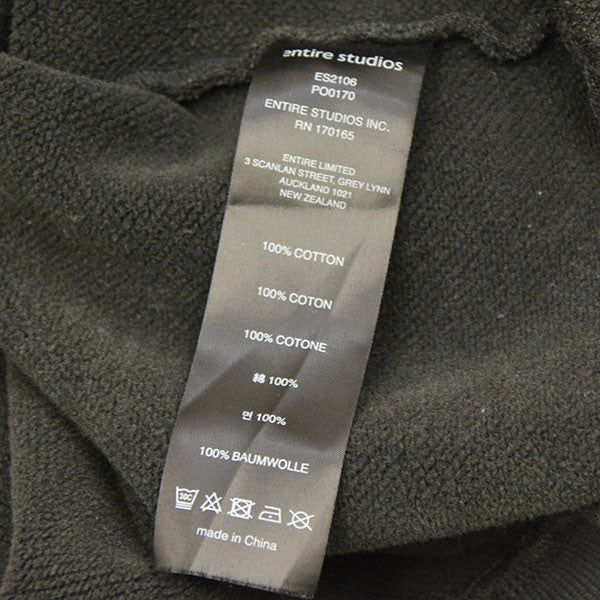 entire studios
ES2106
PO0170
ENTIRE STUDIOS INC.
RN 170165
ENTIRE LIMITED
3 SCANLAN STREET, GREY LYNN
AUCKLAND 1021
NEW ZEALAND
100% COTTON
100% COTON
100% COTONE
綿 100%
면 100%
100% BAUMWOLLE
30C
made in China